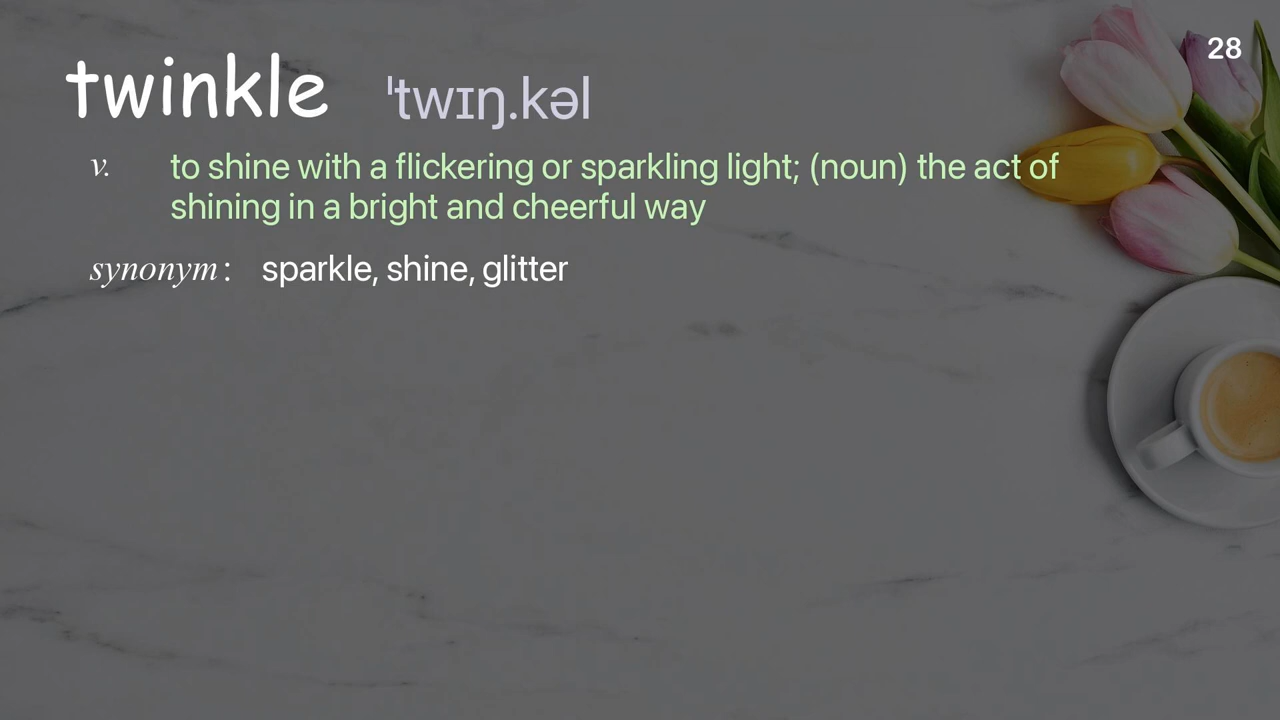 28
twinkle ˈtwɪŋ.kəl
v. to shine with a flickering or sparkling light; (noun) the act of
shining in a bright and cheerful way
synonym: sparkle, shine, glitter